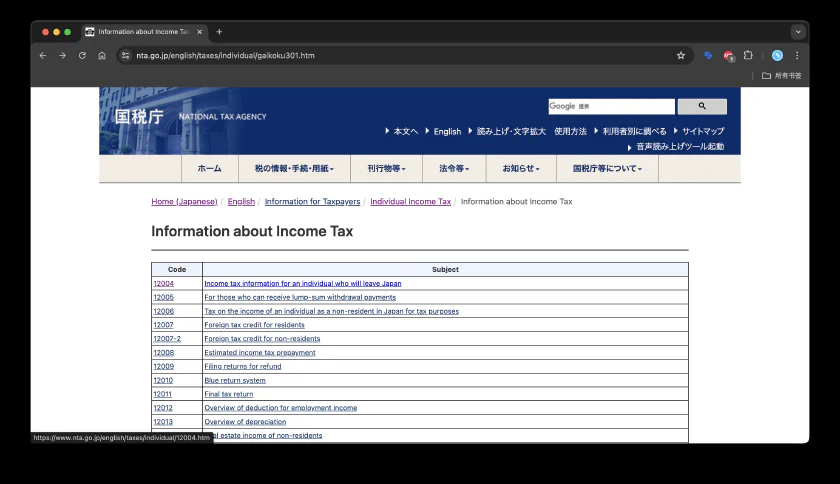 Information about Income Tax
nta.go.jp/english/taxes/individual/gaikoku301.htm
所有书签
国税庁 NATIONAL TAX AGENCY
Google 提供
本文へ English 読み上げ・文字拡大 使用方法 利用者別に調べる サイトマップ
音声読み上げツール起動
ホーム 税の情報・手続・用紙 刊行物等 法令等 お知らせ 国税庁等について
Home (Japanese) / English / Information for Taxpayers / Individual Income Tax / Information about Income Tax
Information about Income Tax
Code Subject
12004 Income tax information for an individual who will leave Japan
12005 For those who can receive lump-sum withdrawal payments
12006 Tax on the income of an individual as a non-resident in Japan for tax purposes
12007 Foreign tax credit for residents
12007-2 Foreign tax credit for non-residents
12008 Estimated income tax prepayment
12009 Filing returns for refund
12010 Blue return system
12011 Final tax return
12012 Overview of deduction for employment income
12013 Overview of depreciation
estate income of non-residents
https://www.nta.go.jp/english/taxes/individual/12004.htm